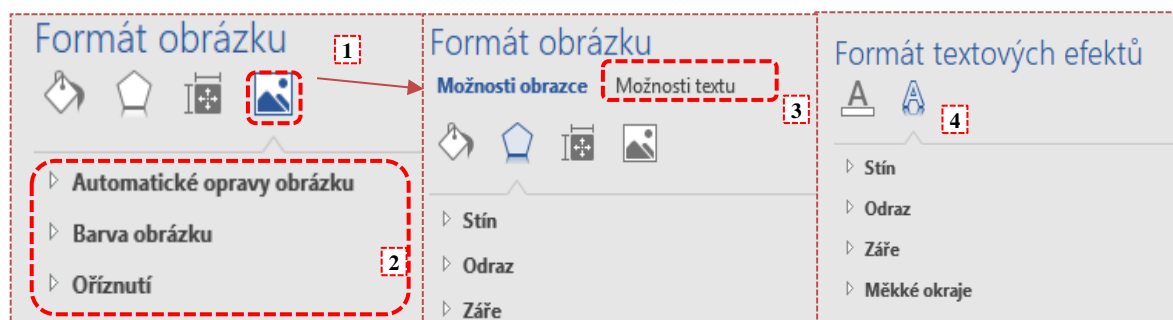 Formát obrázku
1
Automatické opravy obrázku
Barva obrázku
2
Oříznutí
Formát obrázku
Možnosti obrazce Možnosti textu
3
Stín
Odraz
Záře
Formát textových efektů
A A
4
Stín
Odraz
Záře
Měkké okraje